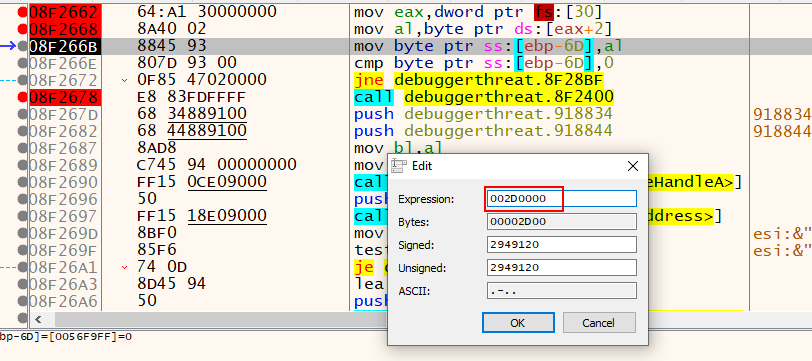 08F2662 64:A1 30000000 mov eax,dword ptr fs:[30]
08F2668 8A40 02 mov al,byte ptr ds:[eax+2]
08F266B 8845 93 mov byte ptr ss:[ebp-6D],al
08F266E 807D 93 00 cmp byte ptr ss:[ebp-6D],0
08F2672 0F85 47020000 jne debuggerthreat.8F28BF
08F2678 E8 83FDFFFF call debuggerthreat.8F2400
08F267D 68 34889100 push debuggerthreat.918834 918834
08F2682 68 44889100 push debuggerthreat.918844 918844
08F2687 8AD8 mov bl,al
08F2689 C745 94 00000000 mov
08F2690 FF15 0CE09000 eHandleA>]
08F2696 50
08F2697 FF15 18E09000 ddress>]
08F269D 8BF0 mov esi:&"
08F269F 85F6 esi:&"
08F26A1 74 0D je
08F26A3 8D45 94 lea
08F26A6 50
Edit
Expression: 002D0000
Bytes: 00002D00
Signed: 2949120
Unsigned: 2949120
ASCII: .-..
OK Cancel
bp-6D]=[0056F9FF]=0